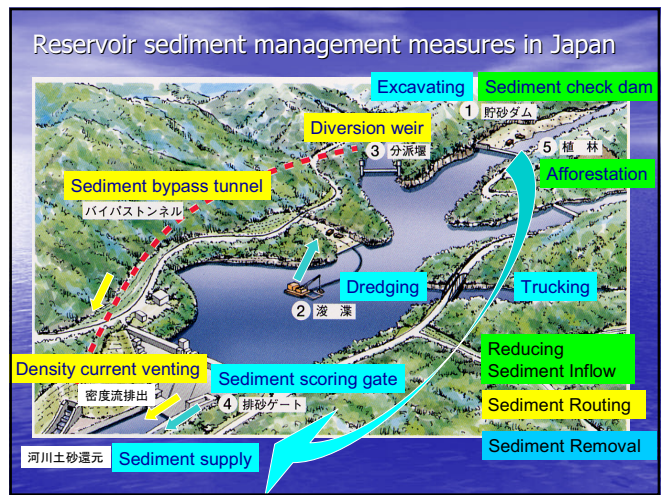 Reservoir sediment management measures in Japan
Excavating
Sediment check dam
1 貯砂ダム
Diversion weir
3 分派堰
5 植 林
Afforestation
Sediment bypass tunnel
バイパストンネル
Dredging
Trucking
2 浚 渫
Reducing
Sediment Inflow
Density current venting
Sediment scoring gate
密度流排出
4 排砂ゲート
Sediment Routing
Sediment Removal
河川土砂還元
Sediment supply